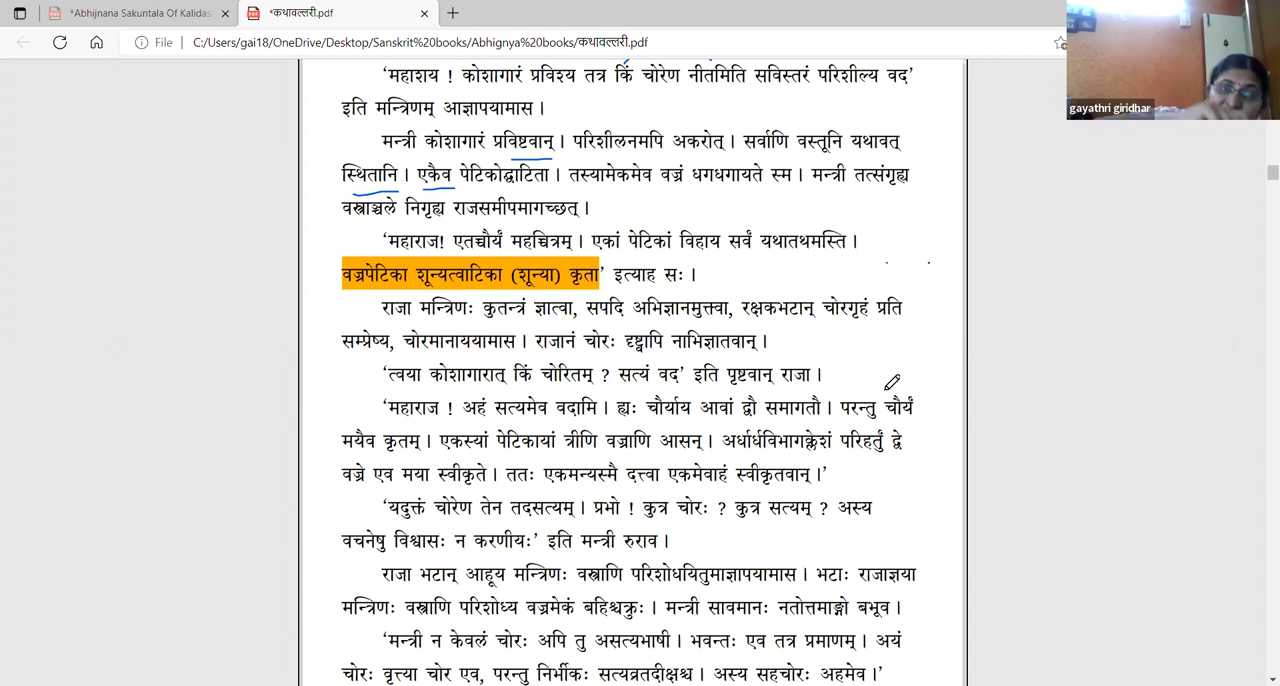 *Abhijnana Sakuntala Of Kalidas
*कथावल्लरी.pdf
File
C:/Users/gai18/OneDrive/Desktop/Sanskrit%20books/Abhignya%20books/कथावल्लरी.pdf
gayathri giridhar
‘महाशय ! कोशागारं प्रविश्य तत्र किं चोरेण नीतमिति सविस्तरं परिशील्य वद’
इति मन्त्रिणम् आज्ञापयामास ।
मन्त्री कोशागारं प्रविष्टवान् । परिशीलनमपि अकरोत् । सर्वाणि वस्तूनि यथावत्
स्थितानि । एकैव पेटिकोद्घाटिता । तस्यामेकमेव वज्रं धगधगायते स्म । मन्त्री तत्संगृह्य
वस्त्राञ्चले निगृह्य राजसमीपमागच्छत् ।
‘महाराज! एतच्चौर्यं महच्चित्रम् । एकां पेटिकां विहाय सर्वं यथातथमस्ति ।
वज्रपेटिका शून्यत्वाटिका (शून्या) कृता’ इत्याह सः ।
राजा मन्त्रिणः कुतन्त्रं ज्ञात्वा, सपदि अभिज्ञानमुक्त्वा, रक्षकभटान् चोरगृहं प्रति
सम्प्रेष्य, चोरमानाययामास । राजानं चोरः दृष्ट्वापि नाभिज्ञातवान् ।
‘त्वया कोशागारात् किं चोरितम् ? सत्यं वद’ इति पृष्टवान् राजा ।
‘महाराज ! अहं सत्यमेव वदामि । ह्यः चौर्याय आवां द्वौ समागतौ । परन्तु चौर्यं
मयैव कृतम् । एकस्यां पेटिकायां त्रीणि वज्राणि आसन् । अर्धार्धविभागक्लेशं परिहर्तुं द्वे
वज्रे एव मया स्वीकृते । ततः एकमन्यस्मै दत्त्वा एकमेवाहं स्वीकृतवान् ।’
‘यदुक्तं चोरेण तेन तदसत्यम् । प्रभो ! कुत्र चोरः ? कुत्र सत्यम् ? अस्य
वचनेषु विश्वासः न करणीयः’ इति मन्त्री रुराव ।
राजा भटान् आहूय मन्त्रिणः वस्त्राणि परिशोधयितुमाज्ञापयामास । भटाः राजाज्ञया
मन्त्रिणः वस्त्राणि परिशोध्य वज्रमेकं बहिश्चक्रुः । मन्त्री सावमानः नतोत्तमाङ्गो बभूव ।
‘मन्त्री न केवलं चोरः अपि तु असत्यभाषी । भवन्तः एव तत्र प्रमाणम् । अयं
चोरः वृत्त्या चोर एव, परन्तु निर्भीकः सत्यव्रतदीक्षश्च । अस्य सहचोरः अहमेव ।’